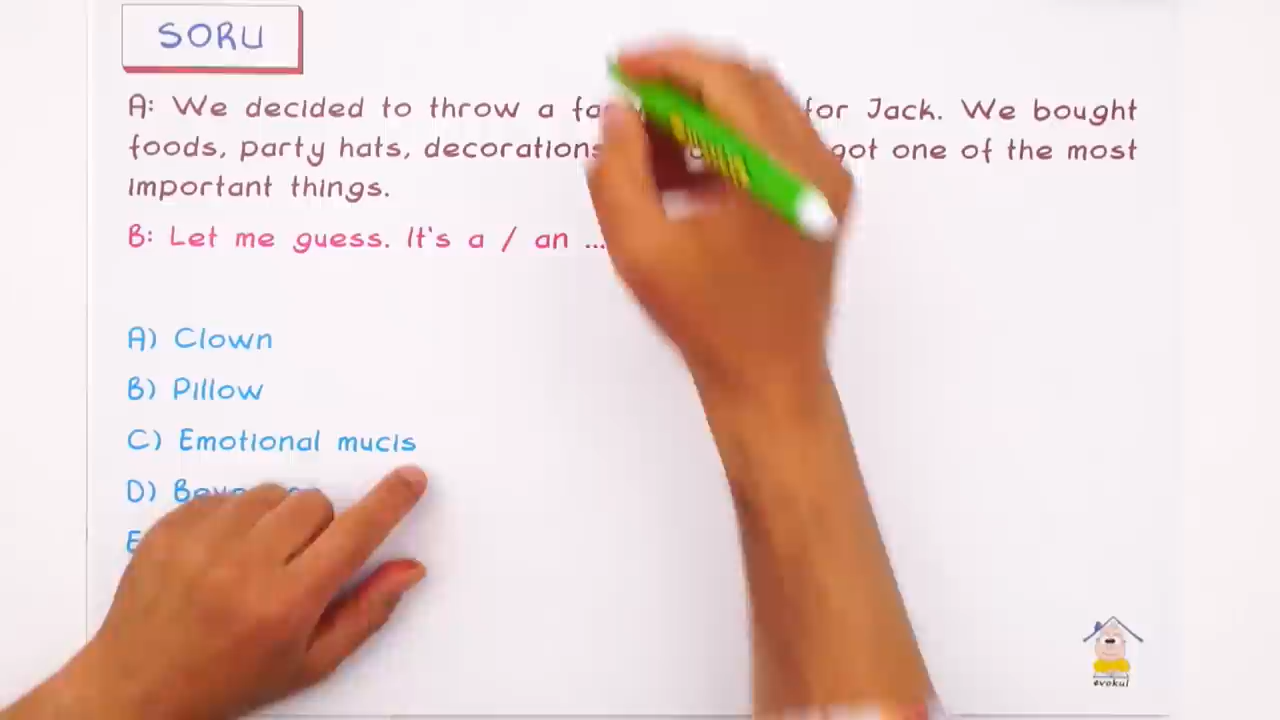 SORU
A: We decided to throw a for Jack. We bought
foods, party hats, decorations got one of the most
important things.
B: Let me guess. It's a / an ...
A) Clown
B) Pillow
C) Emotional mucis
D)
E
evokul